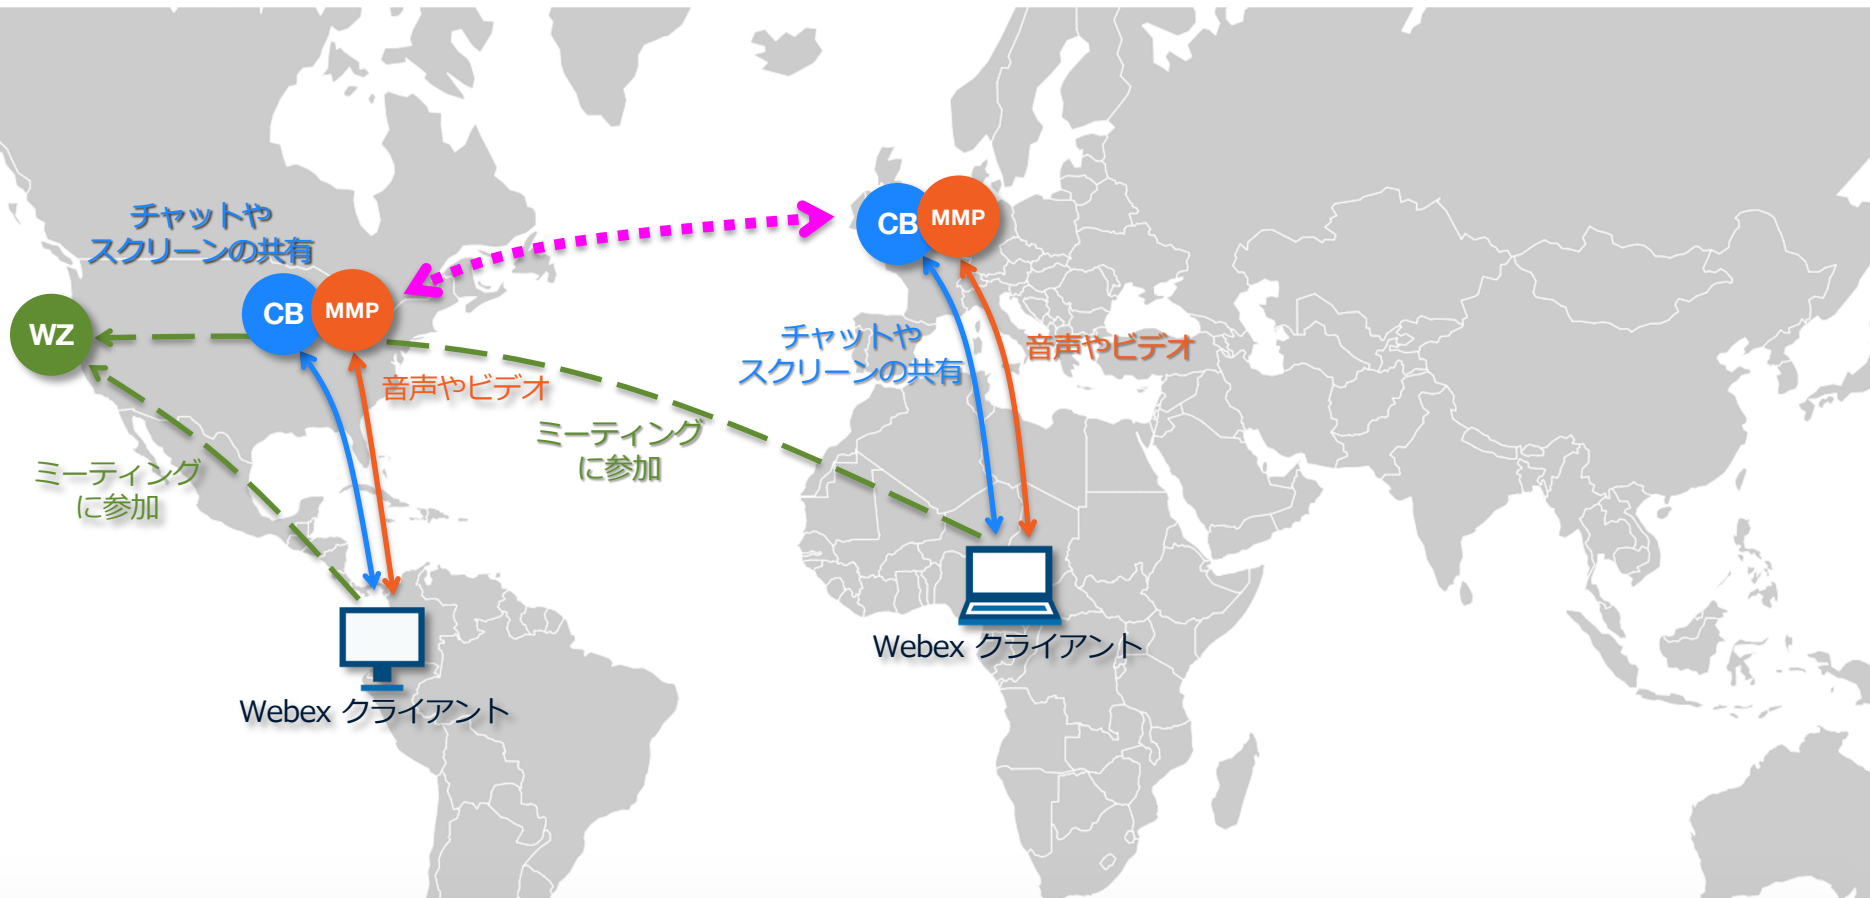 チャットや
スクリーンの共有
WZ
CB
MMP
音声やビデオ
ミーティング
に参加
Webex クライアント
CB
MMP
チャットや
スクリーンの共有
音声やビデオ
ミーティング
に参加
Webex クライアント